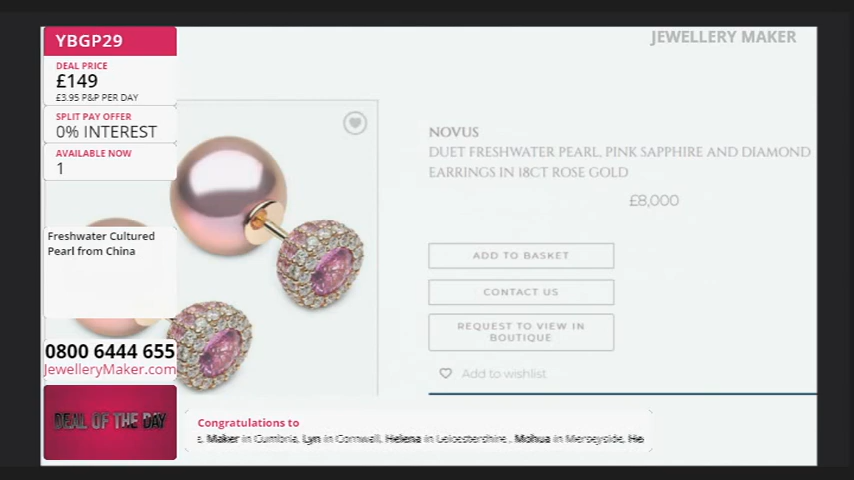 YBGP29
DEAL PRICE
£149
£3.95 P&P PER DAY
SPLIT PAY OFFER
0% INTEREST
AVAILABLE NOW
1
Freshwater Cultured
Pearl from China
0800 6444 655
JewelleryMaker.com
DEAL OF THE DAY
JEWELLERY MAKER
NOVUS
DUET FRESHWATER PEARL, PINK SAPPHIRE AND DIAMOND
EARRINGS IN 18CT ROSE GOLD
£8,000
ADD TO BASKET
CONTACT US
REQUEST TO VIEW IN
BOUTIQUE
Add to wishlist
Congratulations to
s, Maker in Cumbria, Lyn in Cornwall, Helena in Leicestershire , Mohua in Merseyside, He